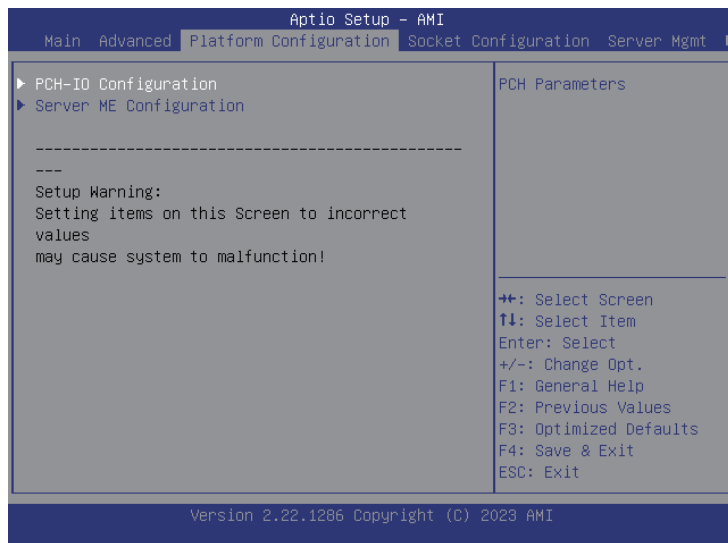 Aptio Setup - AMI
Main Advanced Platform Configuration Socket Configuration Server Mgmt
▶ PCH-IO Configuration
▶ Server ME Configuration
-----------------------------------------------
---
Setup Warning:
Setting items on this Screen to incorrect
values
may cause system to malfunction!
PCH Parameters
→←: Select Screen
↑↓: Select Item
Enter: Select
+/-: Change Opt.
F1: General Help
F2: Previous Values
F3: Optimized Defaults
F4: Save & Exit
ESC: Exit
Version 2.22.1286 Copyright (C) 2023 AMI